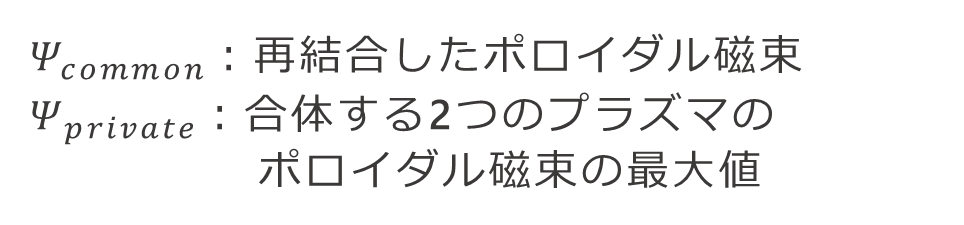 Ψcommon：再結合したポロイダル磁束
Ψprivate：合体する2つのプラズマの
ポロイダル磁束の最大値